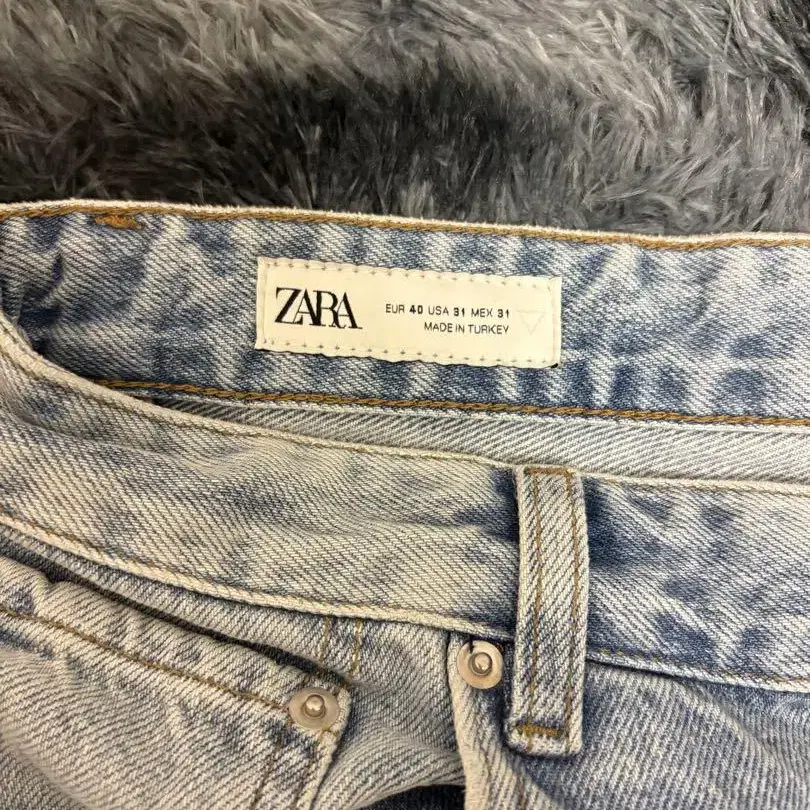 ZARA
EUR 40 USA 31 MEX 31
MADE IN TURKEY